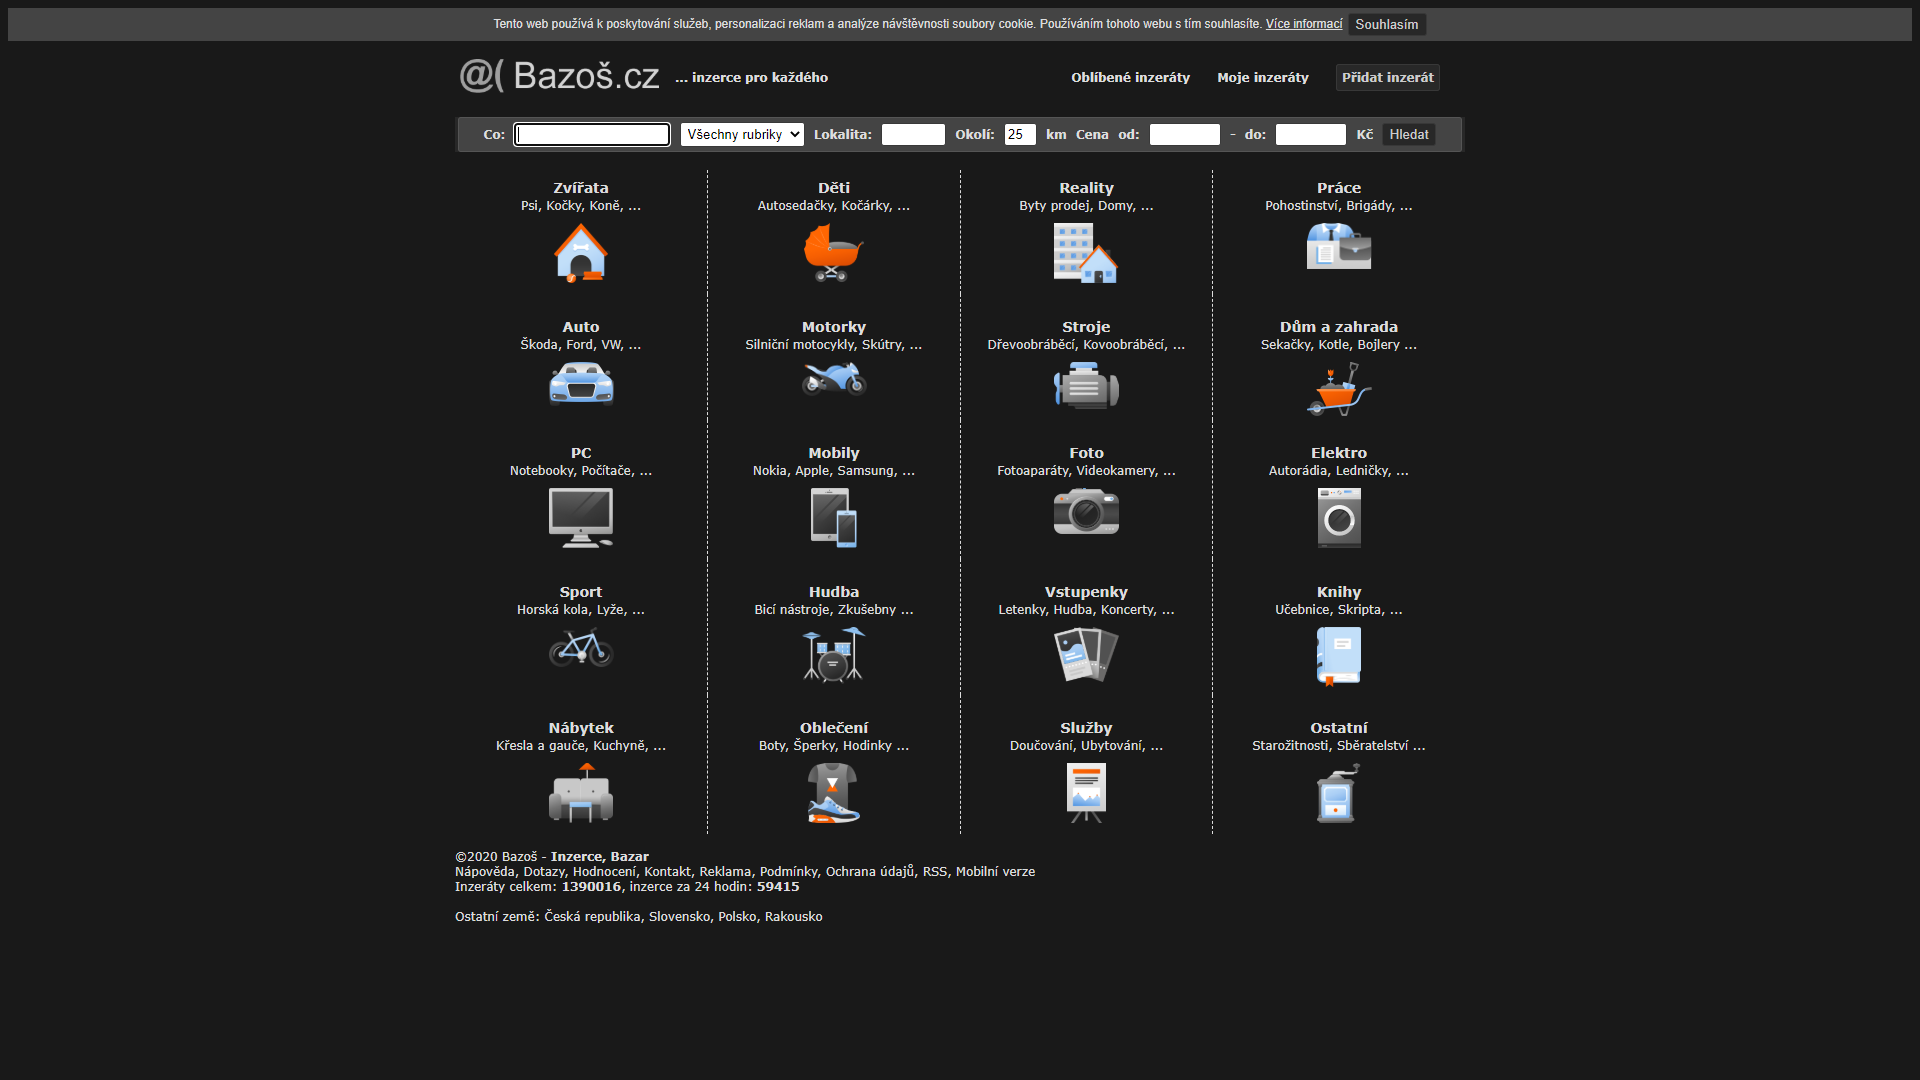 Tento web používá k poskytování služeb, personalizaci reklam a analýze návštěvnosti soubory cookie. Používáním tohoto webu s tím souhlasíte. Více informací Souhlasím
@( Bazoš.cz ... inzerce pro každého Oblíbené inzeráty Moje inzeráty Přidat inzerát
Co: Všechny rubriky Lokalita: Okolí: 25 km Cena od: - do: Kč Hledat
Zvířata Děti Reality Práce
Psi, Kočky, Koně, ... Autosedačky, Kočárky, ... Byty prodej, Domy, ... Pohostinství, Brigády, ...
Auto Motorky Stroje Dům a zahrada
Škoda, Ford, VW, ... Silniční motocykly, Skútry, ... Dřevoobráběcí, Kovoobráběcí, ... Sekačky, Kotle, Bojlery ...
PC Mobily Foto Elektro
Notebooky, Počítače, ... Nokia, Apple, Samsung, ... Fotoaparáty, Videokamery, ... Autorádia, Ledničky, ...
Sport Hudba Vstupenky Knihy
Horská kola, Lyže, ... Bicí nástroje, Zkušebny ... Letenky, Hudba, Koncerty, ... Učebnice, Skripta, ...
Nábytek Oblečení Služby Ostatní
Křesla a gauče, Kuchyně, ... Boty, Šperky, Hodinky ... Doučování, Ubytování, ... Starožitnosti, Sběratelství ...
©2020 Bazoš - Inzerce, Bazar
Nápověda, Dotazy, Hodnocení, Kontakt, Reklama, Podmínky, Ochrana údajů, RSS, Mobilní verze
Inzeráty celkem: 1390016, inzerce za 24 hodin: 59415
Ostatní země: Česká republika, Slovensko, Polsko, Rakousko